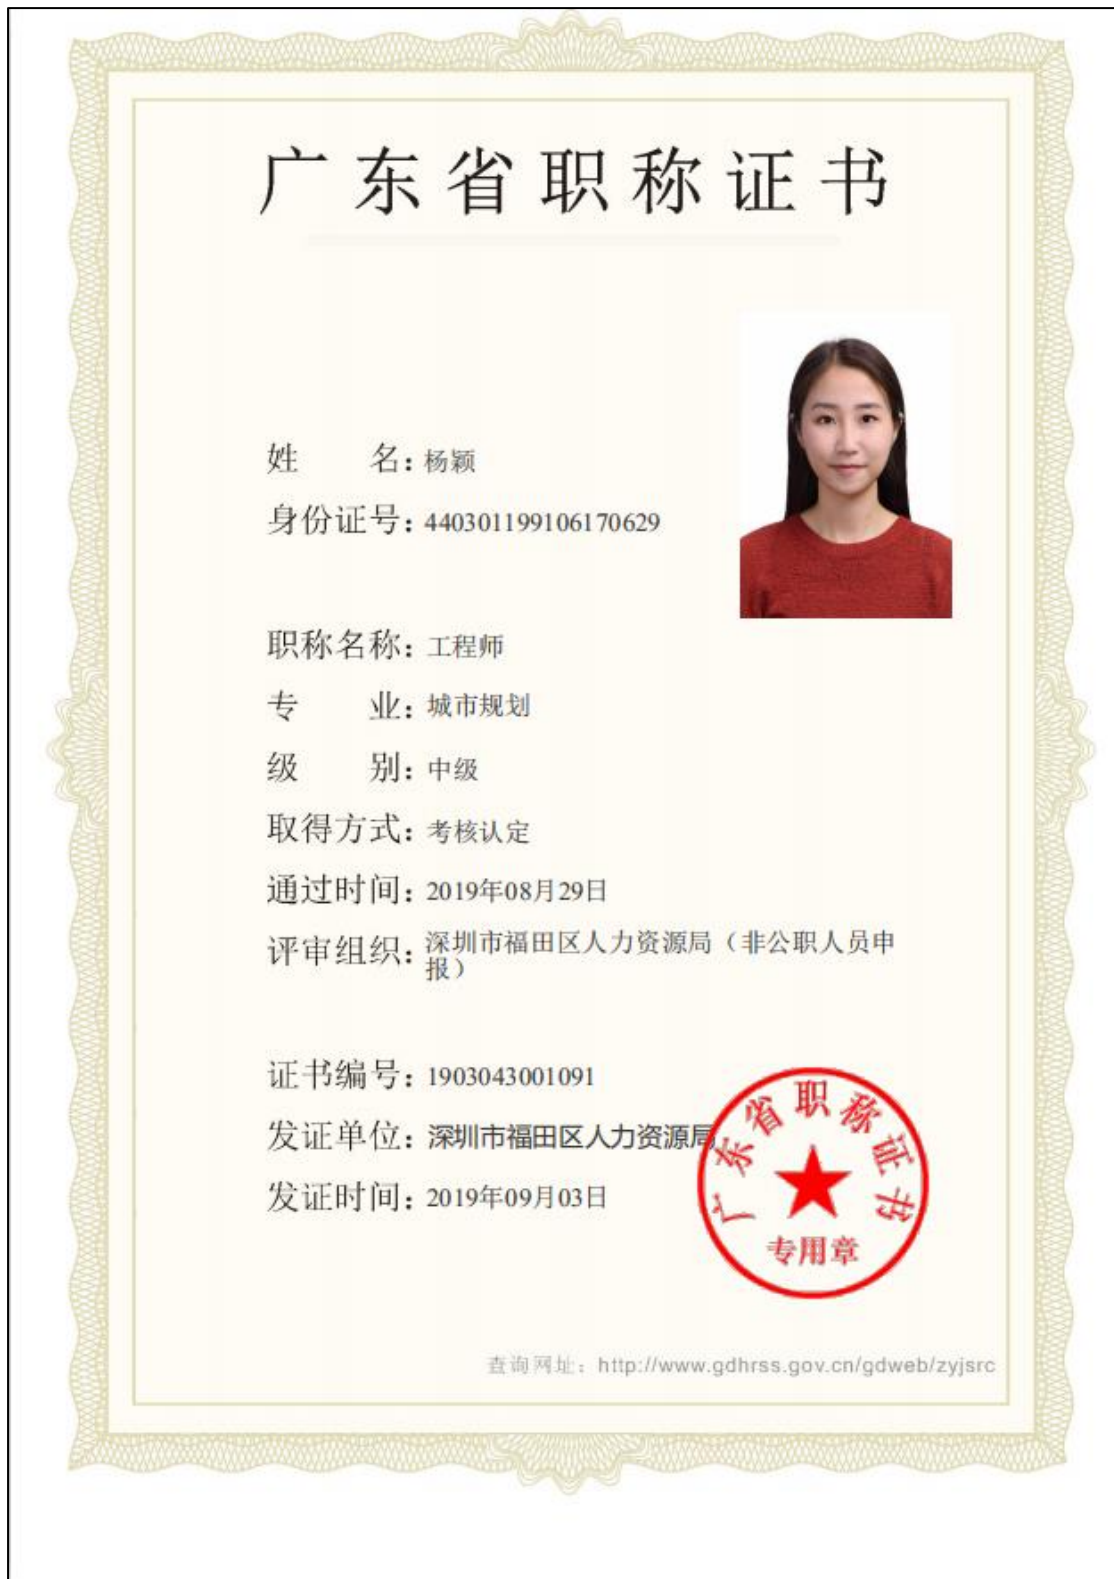 广东省职称证书
姓名：杨颖
身份证号：440301199106170629
职称名称：工程师
专业：城市规划
级别：中级
取得方式：考核认定
通过时间：2019年08月29日
评审组织：深圳市福田区人力资源局（非公职人员申
报）
证书编号：1903043001091
发证单位：深圳市福田区人力资源局
发证时间：2019年09月03日
广东省职称证书
专用章
查询网址：http://www.gdhrss.gov.cn/gdweb/zyjsrc